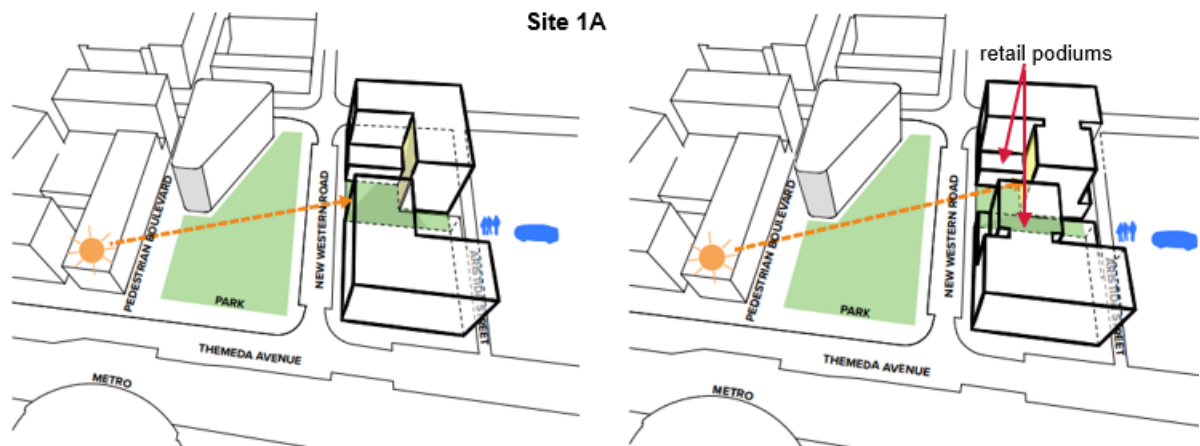 Site 1A
PEDESTRIAN BOULEVARD
NEW WESTERN ROAD
PARK
THEMEDA AVENUE
METRO
retail podiums
PEDESTRIAN BOULEVARD
NEW WESTERN ROAD
PARK
STREET
THEMEDA AVENUE
METRO